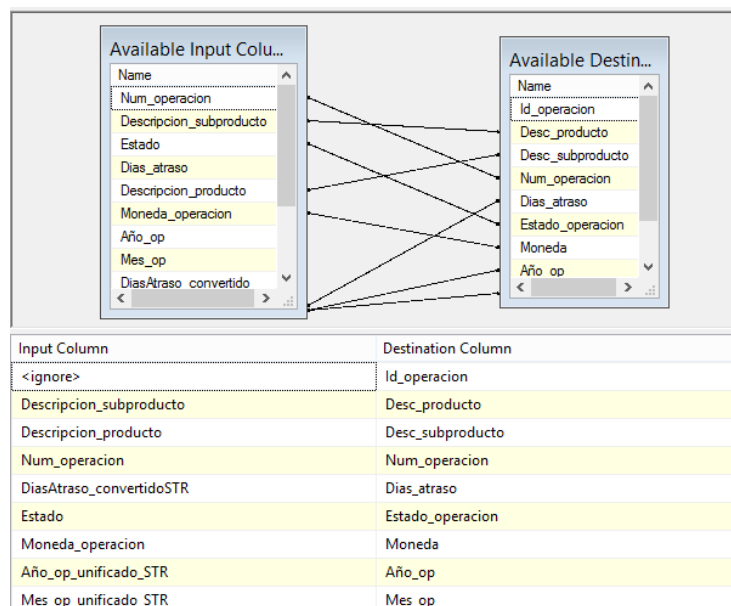 Available Input Colu...
Name
Num_operacion
Descripcion_subproducto
Estado
Dias_atraso
Descripcion_producto
Moneda_operacion
Año_op
Mes_op
DiasAtraso_convertido
Available Destin...
Name
Id_operacion
Desc_producto
Desc_subproducto
Num_operacion
Dias_atraso
Estado_operacion
Moneda
Año_op
Input Column Destination Column
<ignore> Id_operacion
Descripcion_subproducto Desc_producto
Descripcion_producto Desc_subproducto
Num_operacion Num_operacion
DiasAtraso_convertidoSTR Dias_atraso
Estado Estado_operacion
Moneda_operacion Moneda
Año_op_unificado_STR Año_op
Mes_op_unificado_STR Mes_op